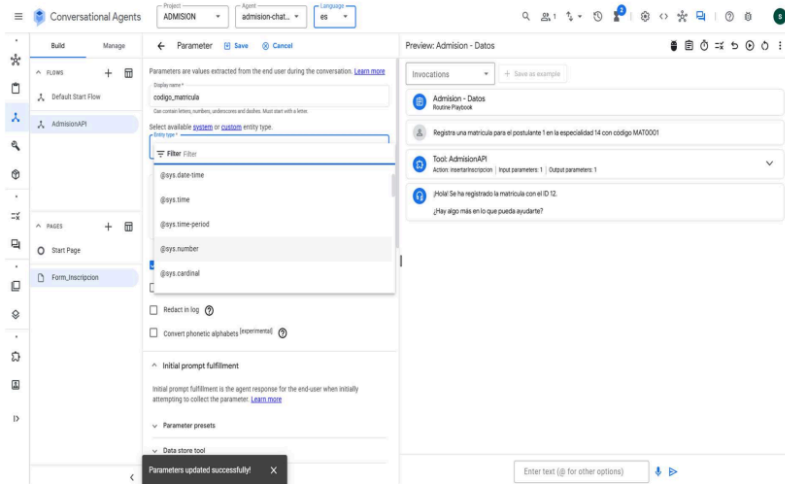 Conversational Agents
Project
ADMISION
Agent
admision-chat...
Language
es
1
Build
Manage
FLOWS
Default Start Flow
AdmisionAPI
PAGES
Start Page
Form_Inscripcion
Parameter
Save
Cancel
Parameters are values extracted from the end user during the conversation. Learn more
Display name *
codigo_matricula
Can contain letters, numbers, underscores and dashes. Must start with a letter.
Select available system or custom entity type.
Entity type *
Filter Filter
@sys.date-time
@sys.time
@sys.time-period
@sys.number
@sys.cardinal
Redact in log
Convert phonetic alphabets [experimental]
Initial prompt fulfillment
Initial prompt fulfillment is the agent response for the end-user when initially
attempting to collect the parameter. Learn more
Parameter presets
Data store tool
Parameters updated successfully!
Preview: Admision - Datos
Invocations
+ Save as example
Admision - Datos
Routine Playbook
Registra una matricula para el postulante 1 en la especialidad 14 con código MAT0001
Tool: AdmisionAPI
Action: insertarInscripcion | Input parameters: 1 | Output parameters: 1
¡Hola! Se ha registrado la matricula con el ID 12.
¿Hay algo más en lo que pueda ayudarte?
Enter text (@ for other options)